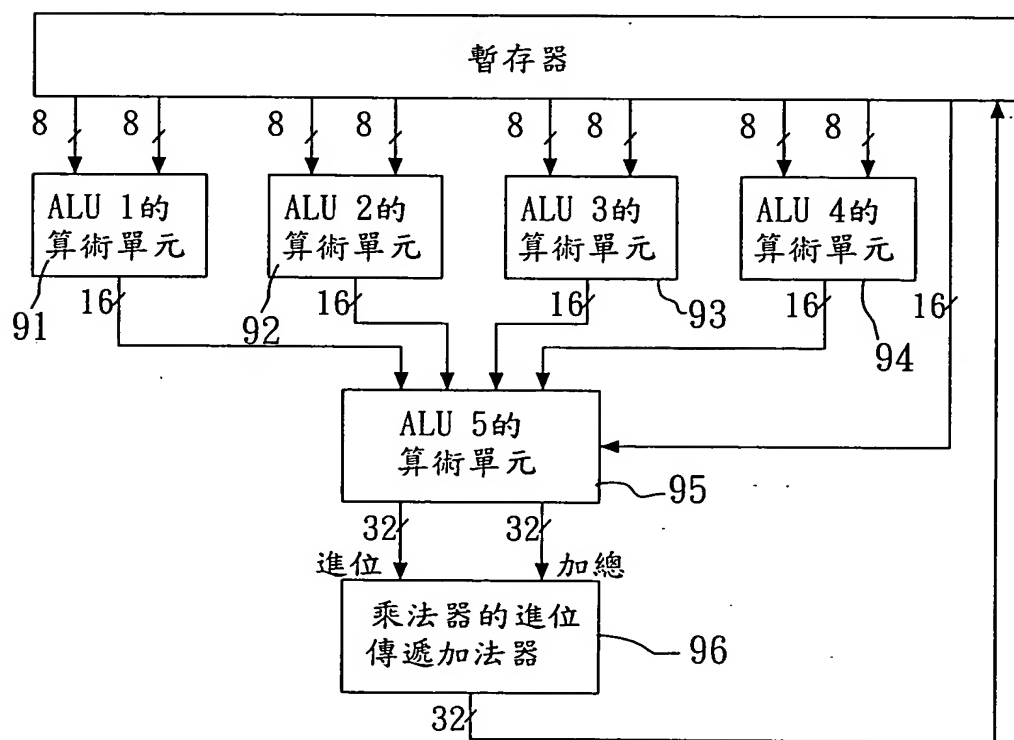 暫存器
8 8 8 8 8 8 8 8
ALU 1的
算術單元
ALU 2的
算術單元
ALU 3的
算術單元
ALU 4的
算術單元
91
92
93
94
16 16 16 16 16
ALU 5的
算術單元
95
32 32
進位 加總
乘法器的進位
傳遞加法器
96
32